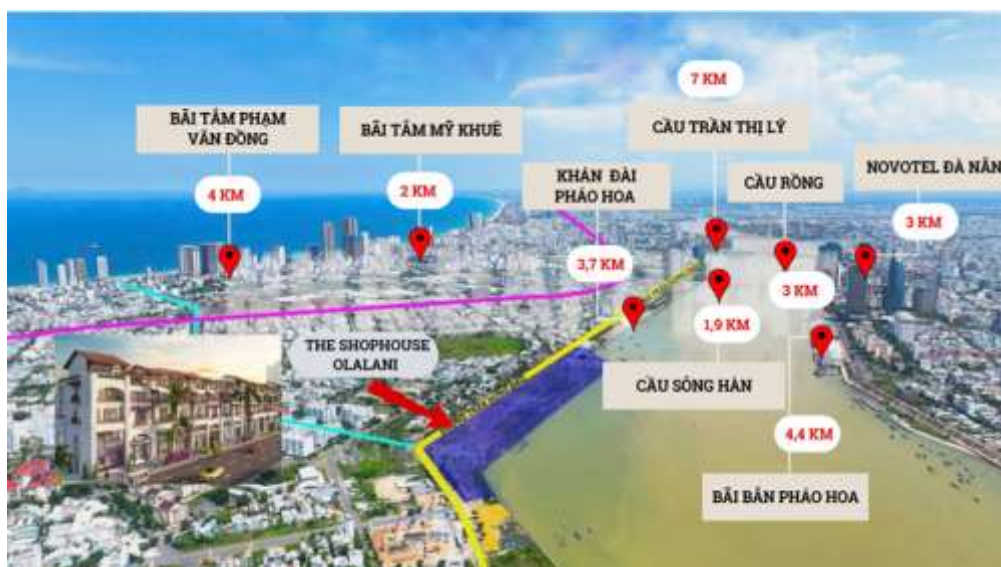 7 KM
BÃI TẮM PHẠM
VĂN ĐỒNG
BÃI TẮM MỸ KHUÊ
CẦU TRẦN THỊ LÝ
KHÁN ĐÀI
PHÁO HOA
CẦU RỒNG
NOVOTEL ĐÀ NẴN
4 KM
2 KM
3 KM
3,7 KM
3 KM
1,9 KM
THE SHOPHOUSE
OLALANI
CẦU SÔNG HÀN
4,4 KM
BÃI BẮN PHÁO HOA